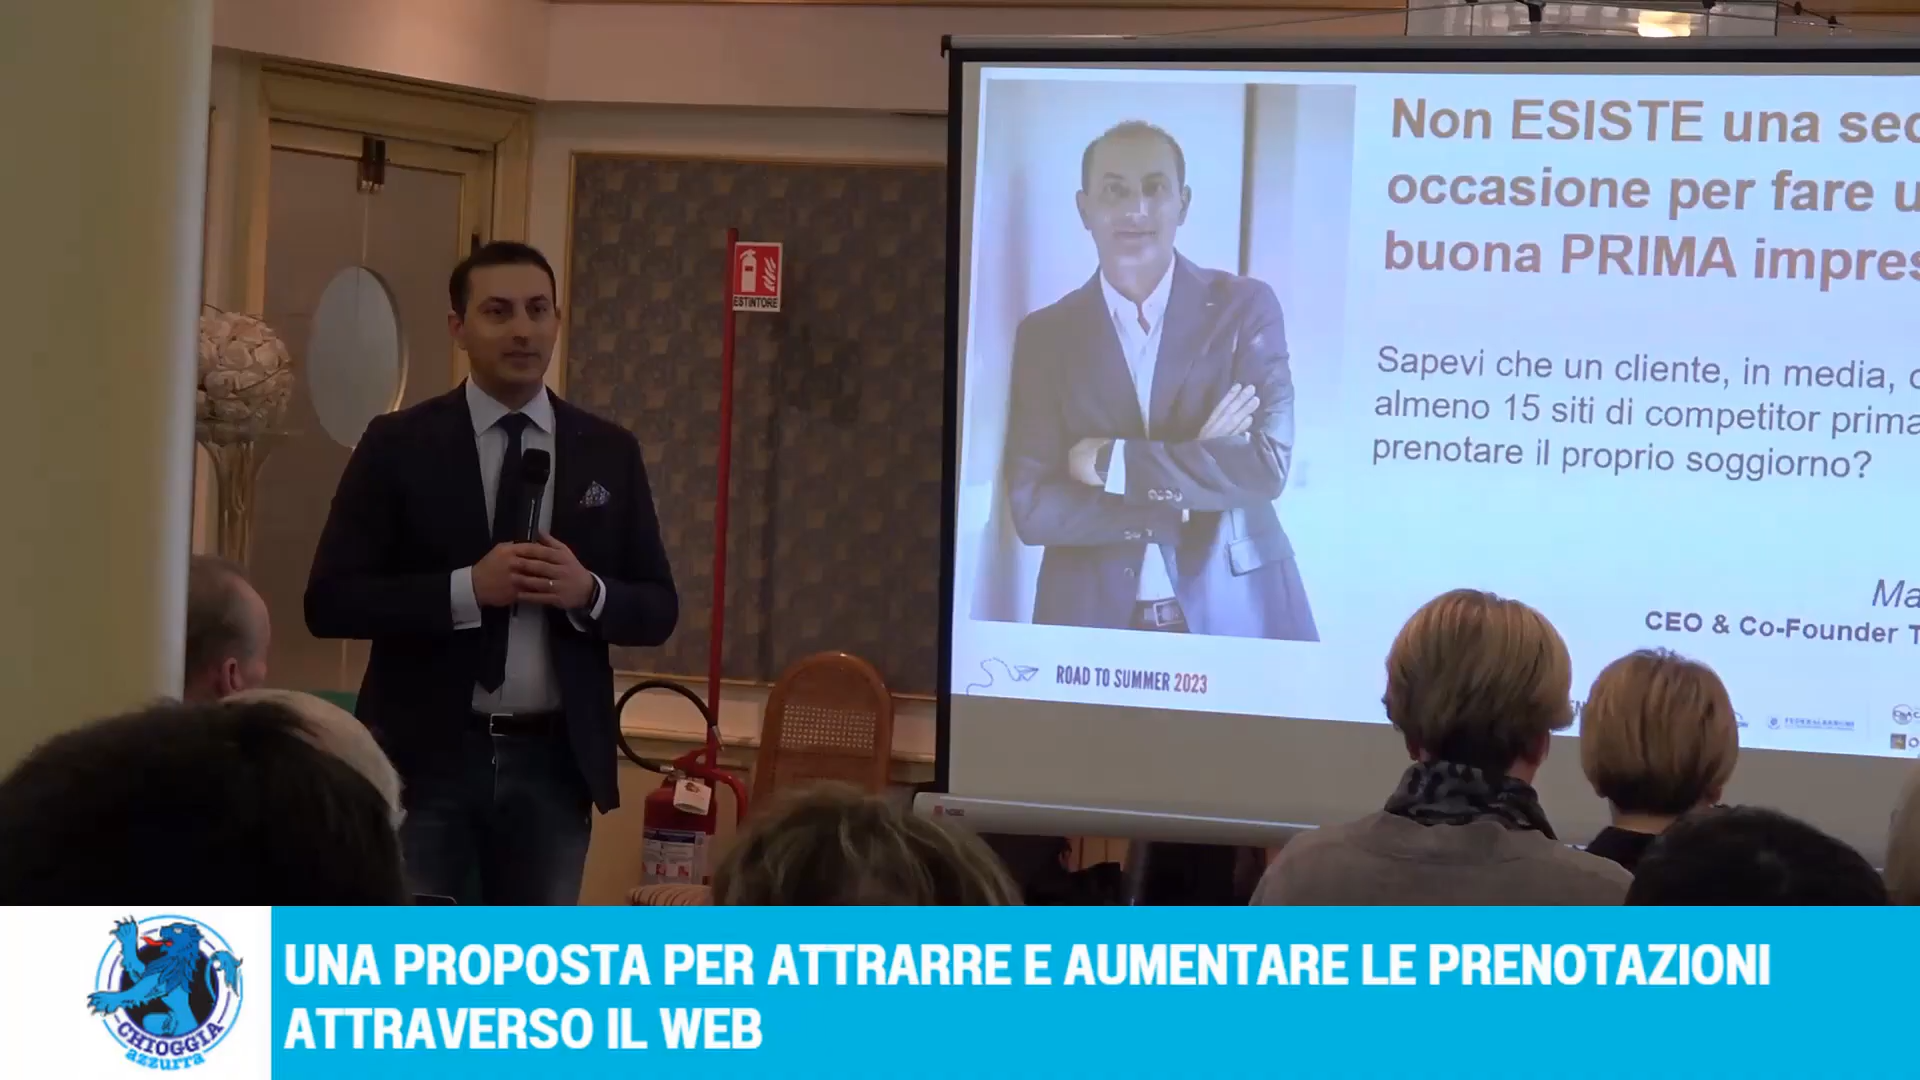 Non ESISTE una sec
occasione per fare u
buona PRIMA impres
Sapevi che un cliente, in media, c
almeno 15 siti di competitor prima
prenotare il proprio soggiorno?
Ma
CEO & Co-Founder T
ROAD TO SUMMER 2023
ESTINTORE
CHIOGGIA
azzurra
UNA PROPOSTA PER ATTRARRE E AUMENTARE LE PRENOTAZIONI
ATTRAVERSO IL WEB